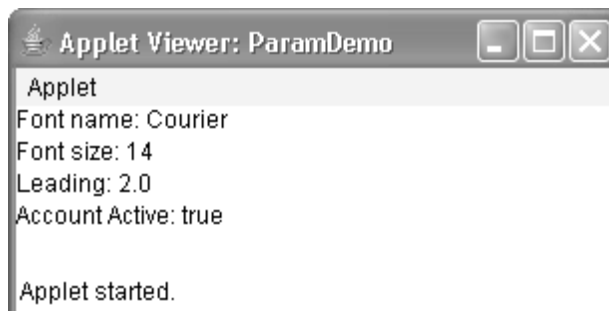 Applet Viewer: ParamDemo
Applet
Font name: Courier
Font size: 14
Leading: 2.0
Account Active: true
Applet started.